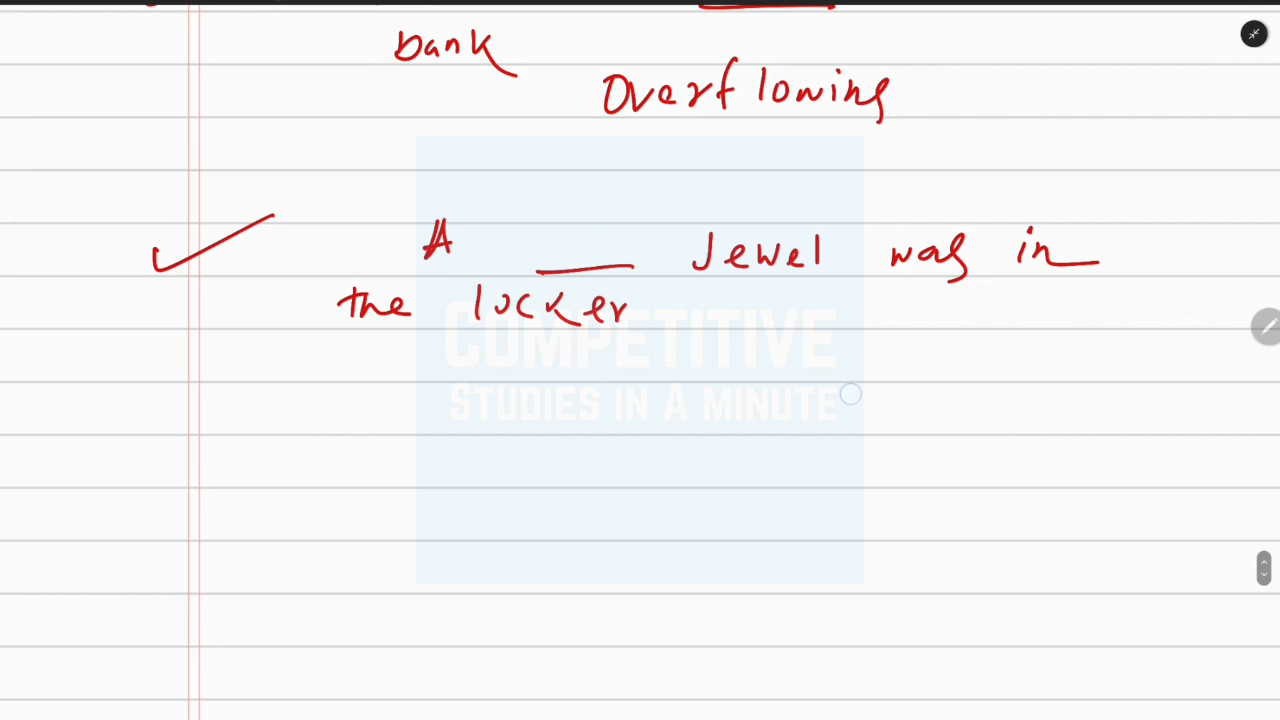 bank
Overflowing
A ____ Jewel was in
the locker
COMPETITIVE
STUDIES IN A MINUTE